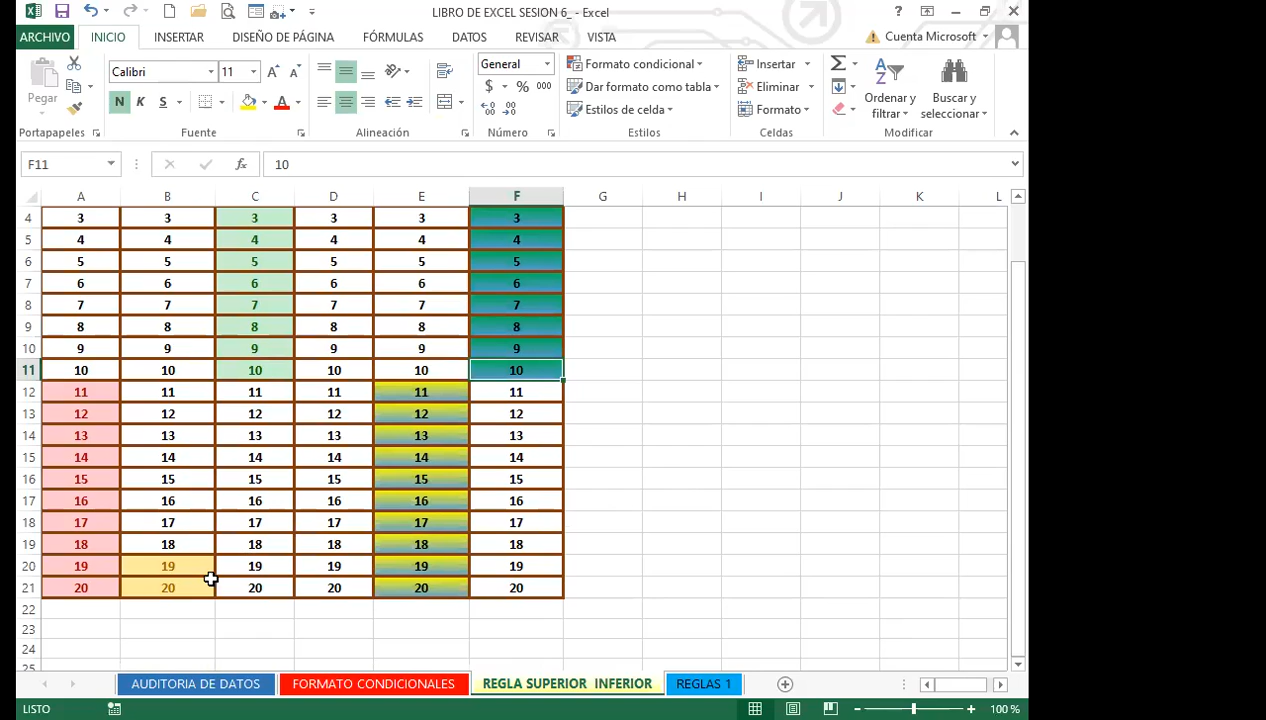 LIBRO DE EXCEL SESION 6_ - Excel
?
ARCHIVO INICIO INSERTAR DISEÑO DE PÁGINA FÓRMULAS DATOS REVISAR VISTA Cuenta Microsoft
Pegar
Calibri 11
N K S
A A
A
General
$ % 000
Formato condicional
Dar formato como tabla
Estilos de celda
Insertar
Eliminar
Formato
Σ
Ordenar y filtrar
Buscar y seleccionar
Portapapeles Fuente Alineación Número Estilos Celdas Modificar
F11 fx 10
A B C D E F G H I J K L
4 3 3 3 3 3 3
5 4 4 4 4 4 4
6 5 5 5 5 5 5
7 6 6 6 6 6 6
8 7 7 7 7 7 7
9 8 8 8 8 8 8
10 9 9 9 9 9 9
11 10 10 10 10 10 10
12 11 11 11 11 11 11
13 12 12 12 12 12 12
14 13 13 13 13 13 13
15 14 14 14 14 14 14
16 15 15 15 15 15 15
17 16 16 16 16 16 16
18 17 17 17 17 17 17
19 18 18 18 18 18 18
20 19 19 19 19 19 19
21 20 20 20 20 20 20
22
23
24
25
AUDITORIA DE DATOS FORMATO CONDICIONALES REGLA SUPERIOR INFERIOR REGLAS 1
LISTO 100 %